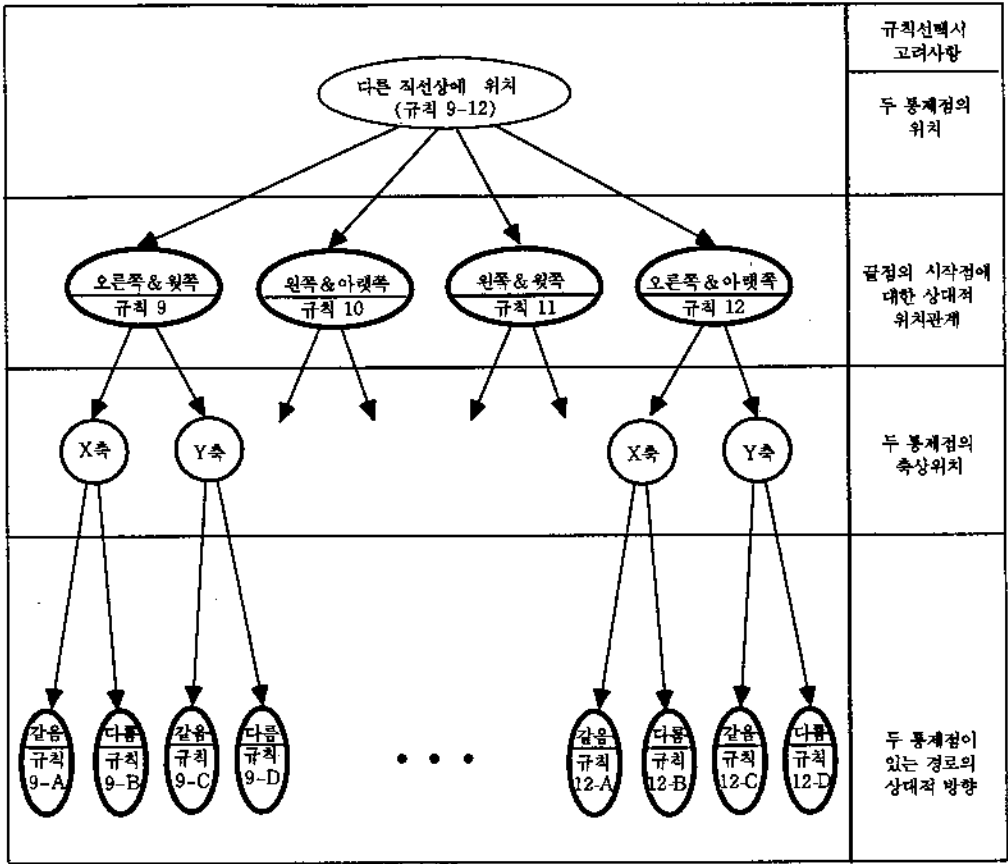 규칙선택시
고려사항
다른 직선상에 위치
(규칙 9-12)
두 통제점의
위치
오른쪽&윗쪽
규칙 9
왼쪽&아랫쪽
규칙 10
왼쪽&윗쪽
규칙 11
오른쪽&아랫쪽
규칙 12
끝점의 시작점에
대한 상대적
위치관계
X축
Y축
X축
Y축
두 통제점의
축상위치
같음
규칙
9-A
다름
규칙
9-B
같음
규칙
9-C
다름
규칙
9-D
• • •
같음
규칙
12-A
다름
규칙
12-B
같음
규칙
12-C
다름
규칙
12-D
두 통제점이
있는 경로의
상대적 방향